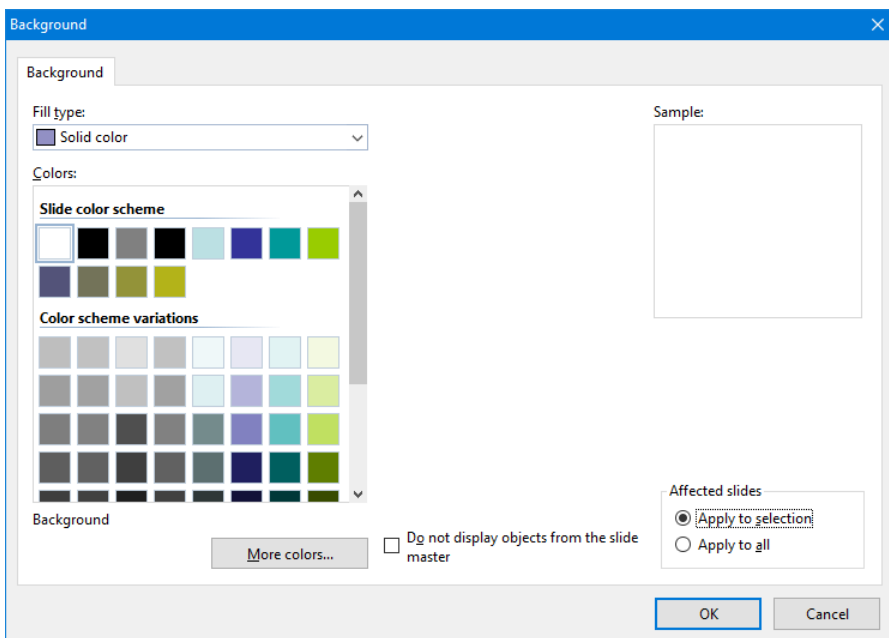 Background
Background
Fill type:
Sample:
Solid color
Colors:
Slide color scheme
Color scheme variations
Background
More colors...
Do not display objects from the slide
master
Affected slides
Apply to selection
Apply to all
OK
Cancel